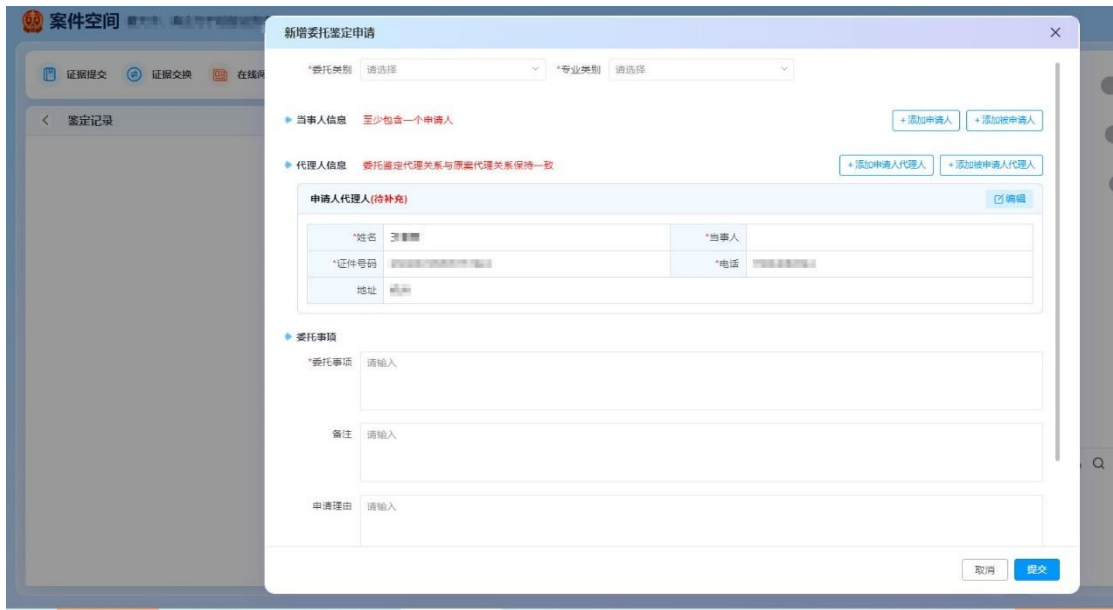 案件空间
新增委托鉴定申请
证据提交 证据交换 在线阅
*委托类别 请选择 *专业类别 请选择
鉴定记录
当事人信息 至少包含一个申请人 +添加申请人 +添加被申请人
代理人信息 委托鉴定代理关系与原案代理关系保持一致 +添加申请人代理人 +添加被申请人代理人
申请人代理人(待补充) 编辑
*姓名 *当事人
*证件号码 *电话
地址
委托事项
*委托事项 请输入
备注 请输入
申请理由 请输入
取消 提交